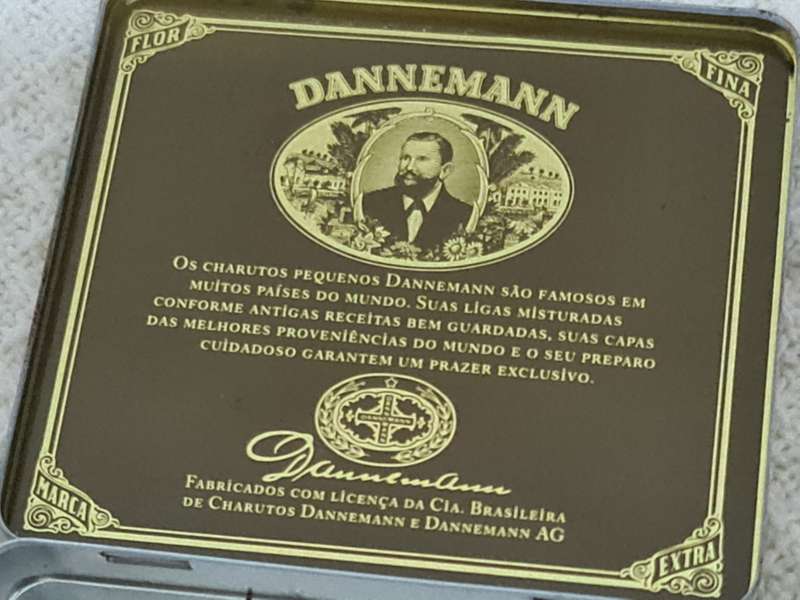 FLOR
FINA
DANNEMANN
OS CHARUTOS PEQUENOS DANNEMANN SÃO FAMOSOS EM
MUITOS PAÍSES DO MUNDO. SUAS LIGAS MISTURADAS
CONFORME ANTIGAS RECEITAS BEM GUARDADAS, SUAS CAPAS
DAS MELHORES PROVENIÊNCIAS DO MUNDO E O SEU PREPARO
CUIDADOSO GARANTEM UM PRAZER EXCLUSIVO.
DANNEMANN
Dannemann
FABRICADOS COM LICENÇA DA CIA. BRASILEIRA
DE CHARUTOS DANNEMANN E DANNEMANN AG
MARCA
EXTRA